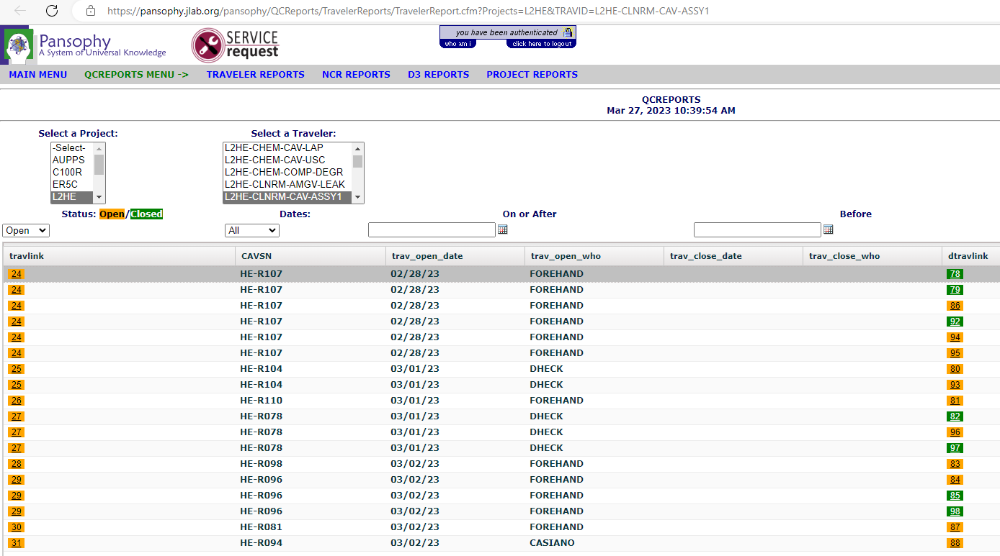 https://pansophy.jlab.org/pansophy/QCReports/TravelerReports/TravelerReport.cfm?Projects=L2HE&TRAVID=L2HE-CLNRM-CAV-ASSY1
Pansophy
A System of Universal Knowledge
SERVICE
request
you have been authenticated
who am i click here to logout
MAIN MENU QCREPORTS MENU -> TRAVELER REPORTS NCR REPORTS D3 REPORTS PROJECT REPORTS
QCREPORTS
Mar 27, 2023 10:39:54 AM
Select a Project: Select a Traveler:
-Select- L2HE-CHEM-CAV-LAP
AUPPS L2HE-CHEM-CAV-USC
C100R L2HE-CHEM-COMP-DEGR
ER5C L2HE-CLNRM-AMGV-LEAK
L2HE L2HE-CLNRM-CAV-ASSY1
Status: Open/Closed Dates: On or After Before
Open All
travlink CAVSN trav_open_date trav_open_who trav_close_date trav_close_who dtravlink
24 HE-R107 02/28/23 FOREHAND 78
24 HE-R107 02/28/23 FOREHAND 79
24 HE-R107 02/28/23 FOREHAND 86
24 HE-R107 02/28/23 FOREHAND 92
24 HE-R107 02/28/23 FOREHAND 94
24 HE-R107 02/28/23 FOREHAND 95
25 HE-R104 03/01/23 DHECK 80
25 HE-R104 03/01/23 DHECK 93
26 HE-R110 03/01/23 FOREHAND 81
27 HE-R078 03/01/23 DHECK 82
27 HE-R078 03/01/23 DHECK 96
27 HE-R078 03/01/23 DHECK 97
28 HE-R098 03/02/23 FOREHAND 83
29 HE-R096 03/02/23 FOREHAND 84
29 HE-R096 03/02/23 FOREHAND 85
29 HE-R096 03/02/23 FOREHAND 98
30 HE-R081 03/02/23 FOREHAND 87
31 HE-R094 03/02/23 CASIANO 88